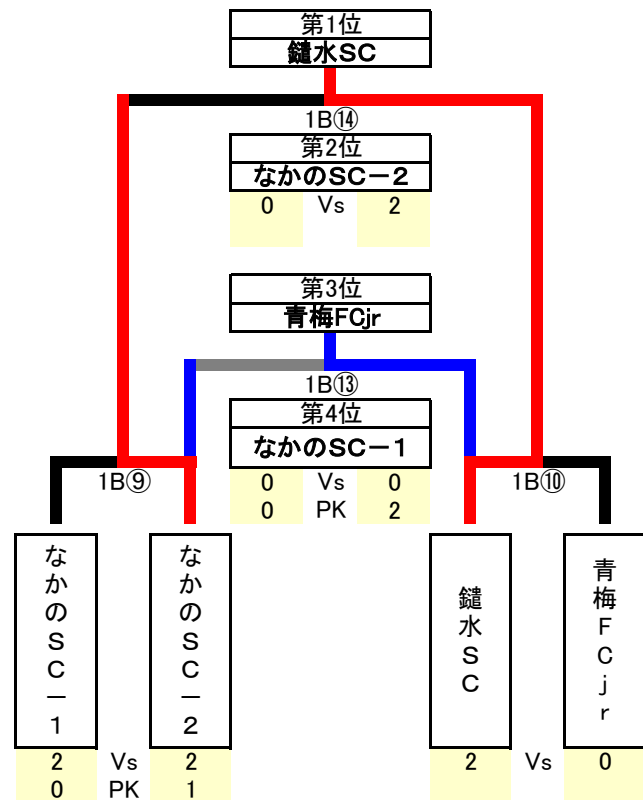 第1位
鑓水SC
1B⑭
第2位
なかのSC－2
0 Vs 2
第3位
青梅FCjr
1B⑬
第4位
なかのSC－1
0 Vs 0
0 PK 2
1B⑨
1B⑩
なかのSC－1
なかのSC－2
鑓水SC
青梅FCjr
2 Vs 2
0 PK 1
2 Vs 0